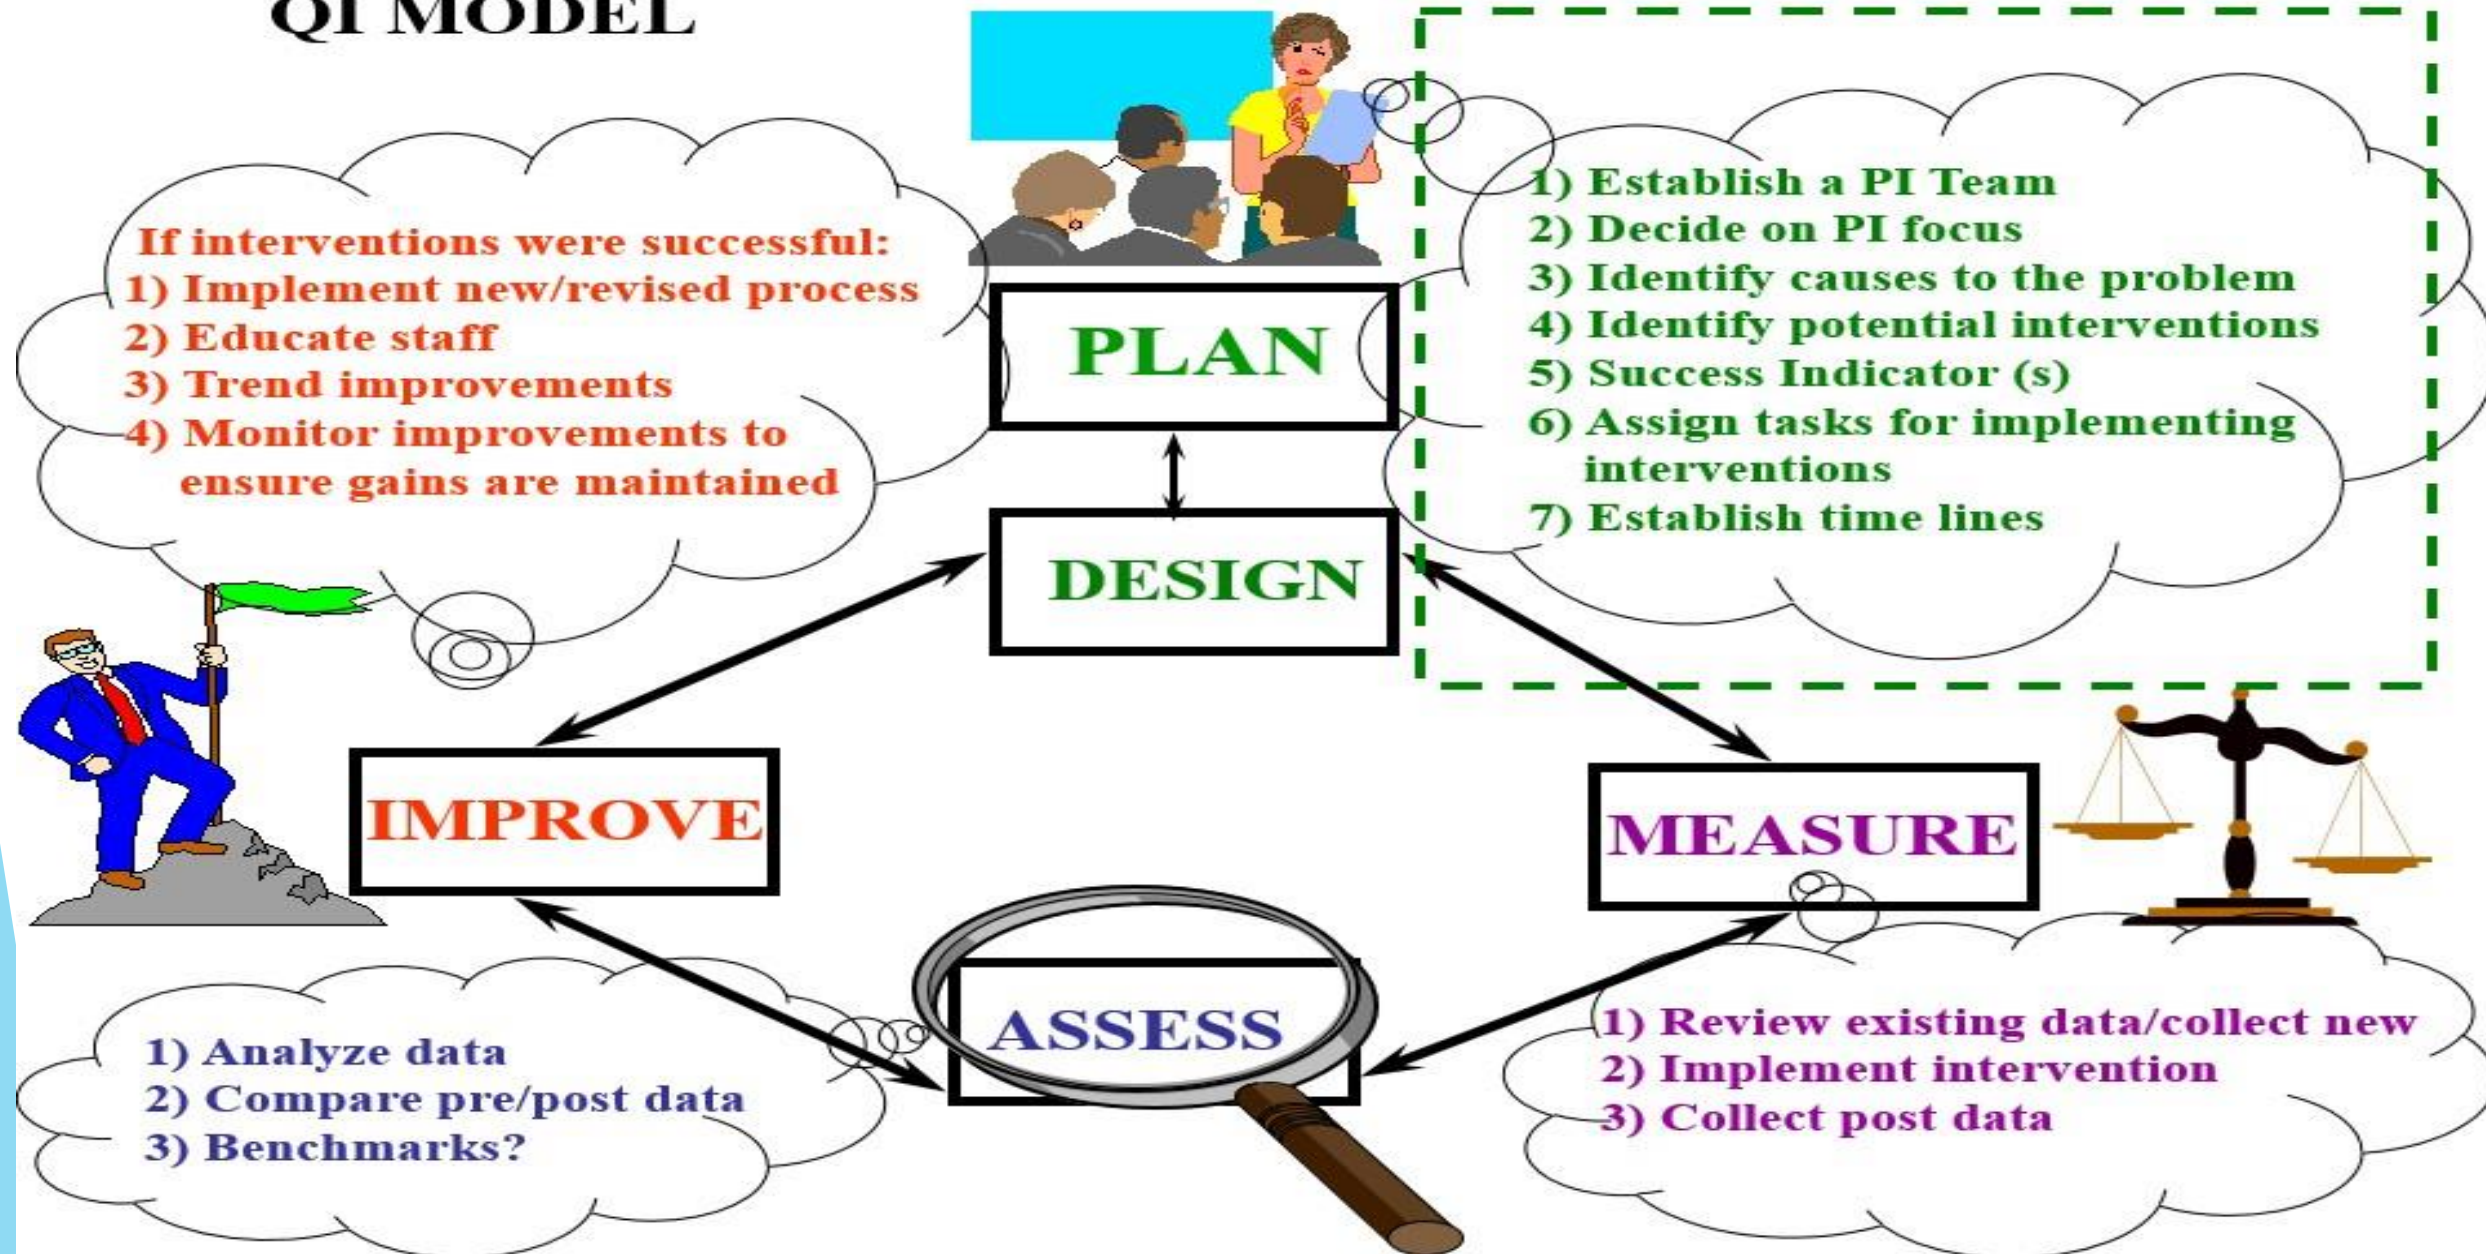 QI MODEL
If interventions were successful:
1) Implement new/revised process
2) Educate staff
3) Trend improvements
4) Monitor improvements to
ensure gains are maintained
PLAN
1) Establish a PI Team
2) Decide on PI focus
3) Identify causes to the problem
4) Identify potential interventions
5) Success Indicator (s)
6) Assign tasks for implementing
interventions
7) Establish time lines
DESIGN
IMPROVE
MEASURE
ASSESS
1) Analyze data
2) Compare pre/post data
3) Benchmarks?
1) Review existing data/collect new
2) Implement intervention
3) Collect post data